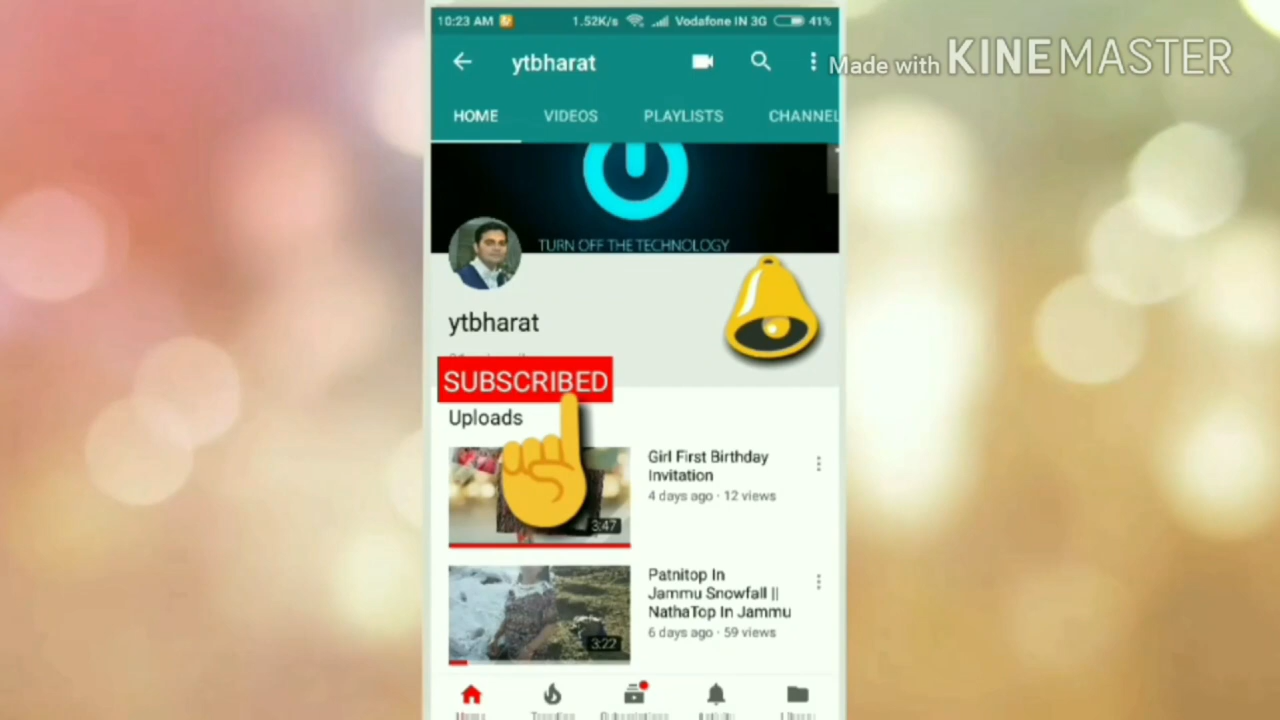 10:23 AM 1.52K/s Vodafone IN 3G 41%
ytbharat
Made with KINEMASTER
HOME VIDEOS PLAYLISTS CHANNEL
TURN OFF THE TECHNOLOGY
ytbharat
SUBSCRIBED
Uploads
Girl First Birthday
Invitation
4 days ago · 12 views
3:47
Patnitop In
Jammu Snowfall ||
NathaTop In Jammu
6 days ago · 59 views
3:22